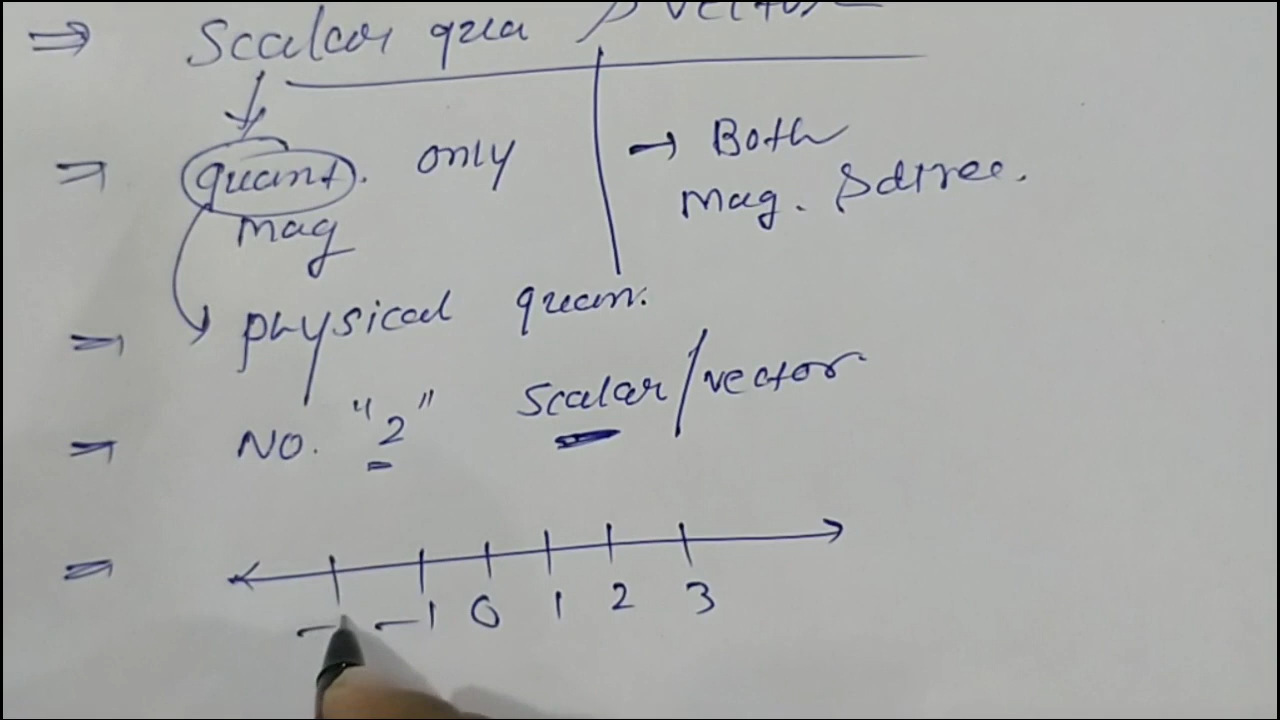 ⇒ Scalar qua & vector
⇒ quant. only → Both
mag mag. & direc.
⇒ physical quan.
⇒ NO. "2" Scalar/vector
⇒ – –1 0 1 2 3